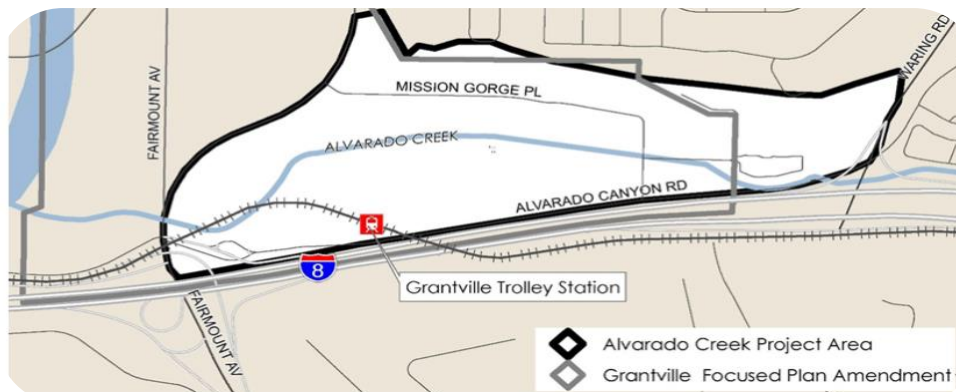 WARING RD
MISSION GORGE PL
FAIRMOUNT AV
ALVARADO CREEK
ALVARADO CANYON RD
8
Grantville Trolley Station
FAIRMOUNT AV
Alvarado Creek Project Area
Grantville Focused Plan Amendment